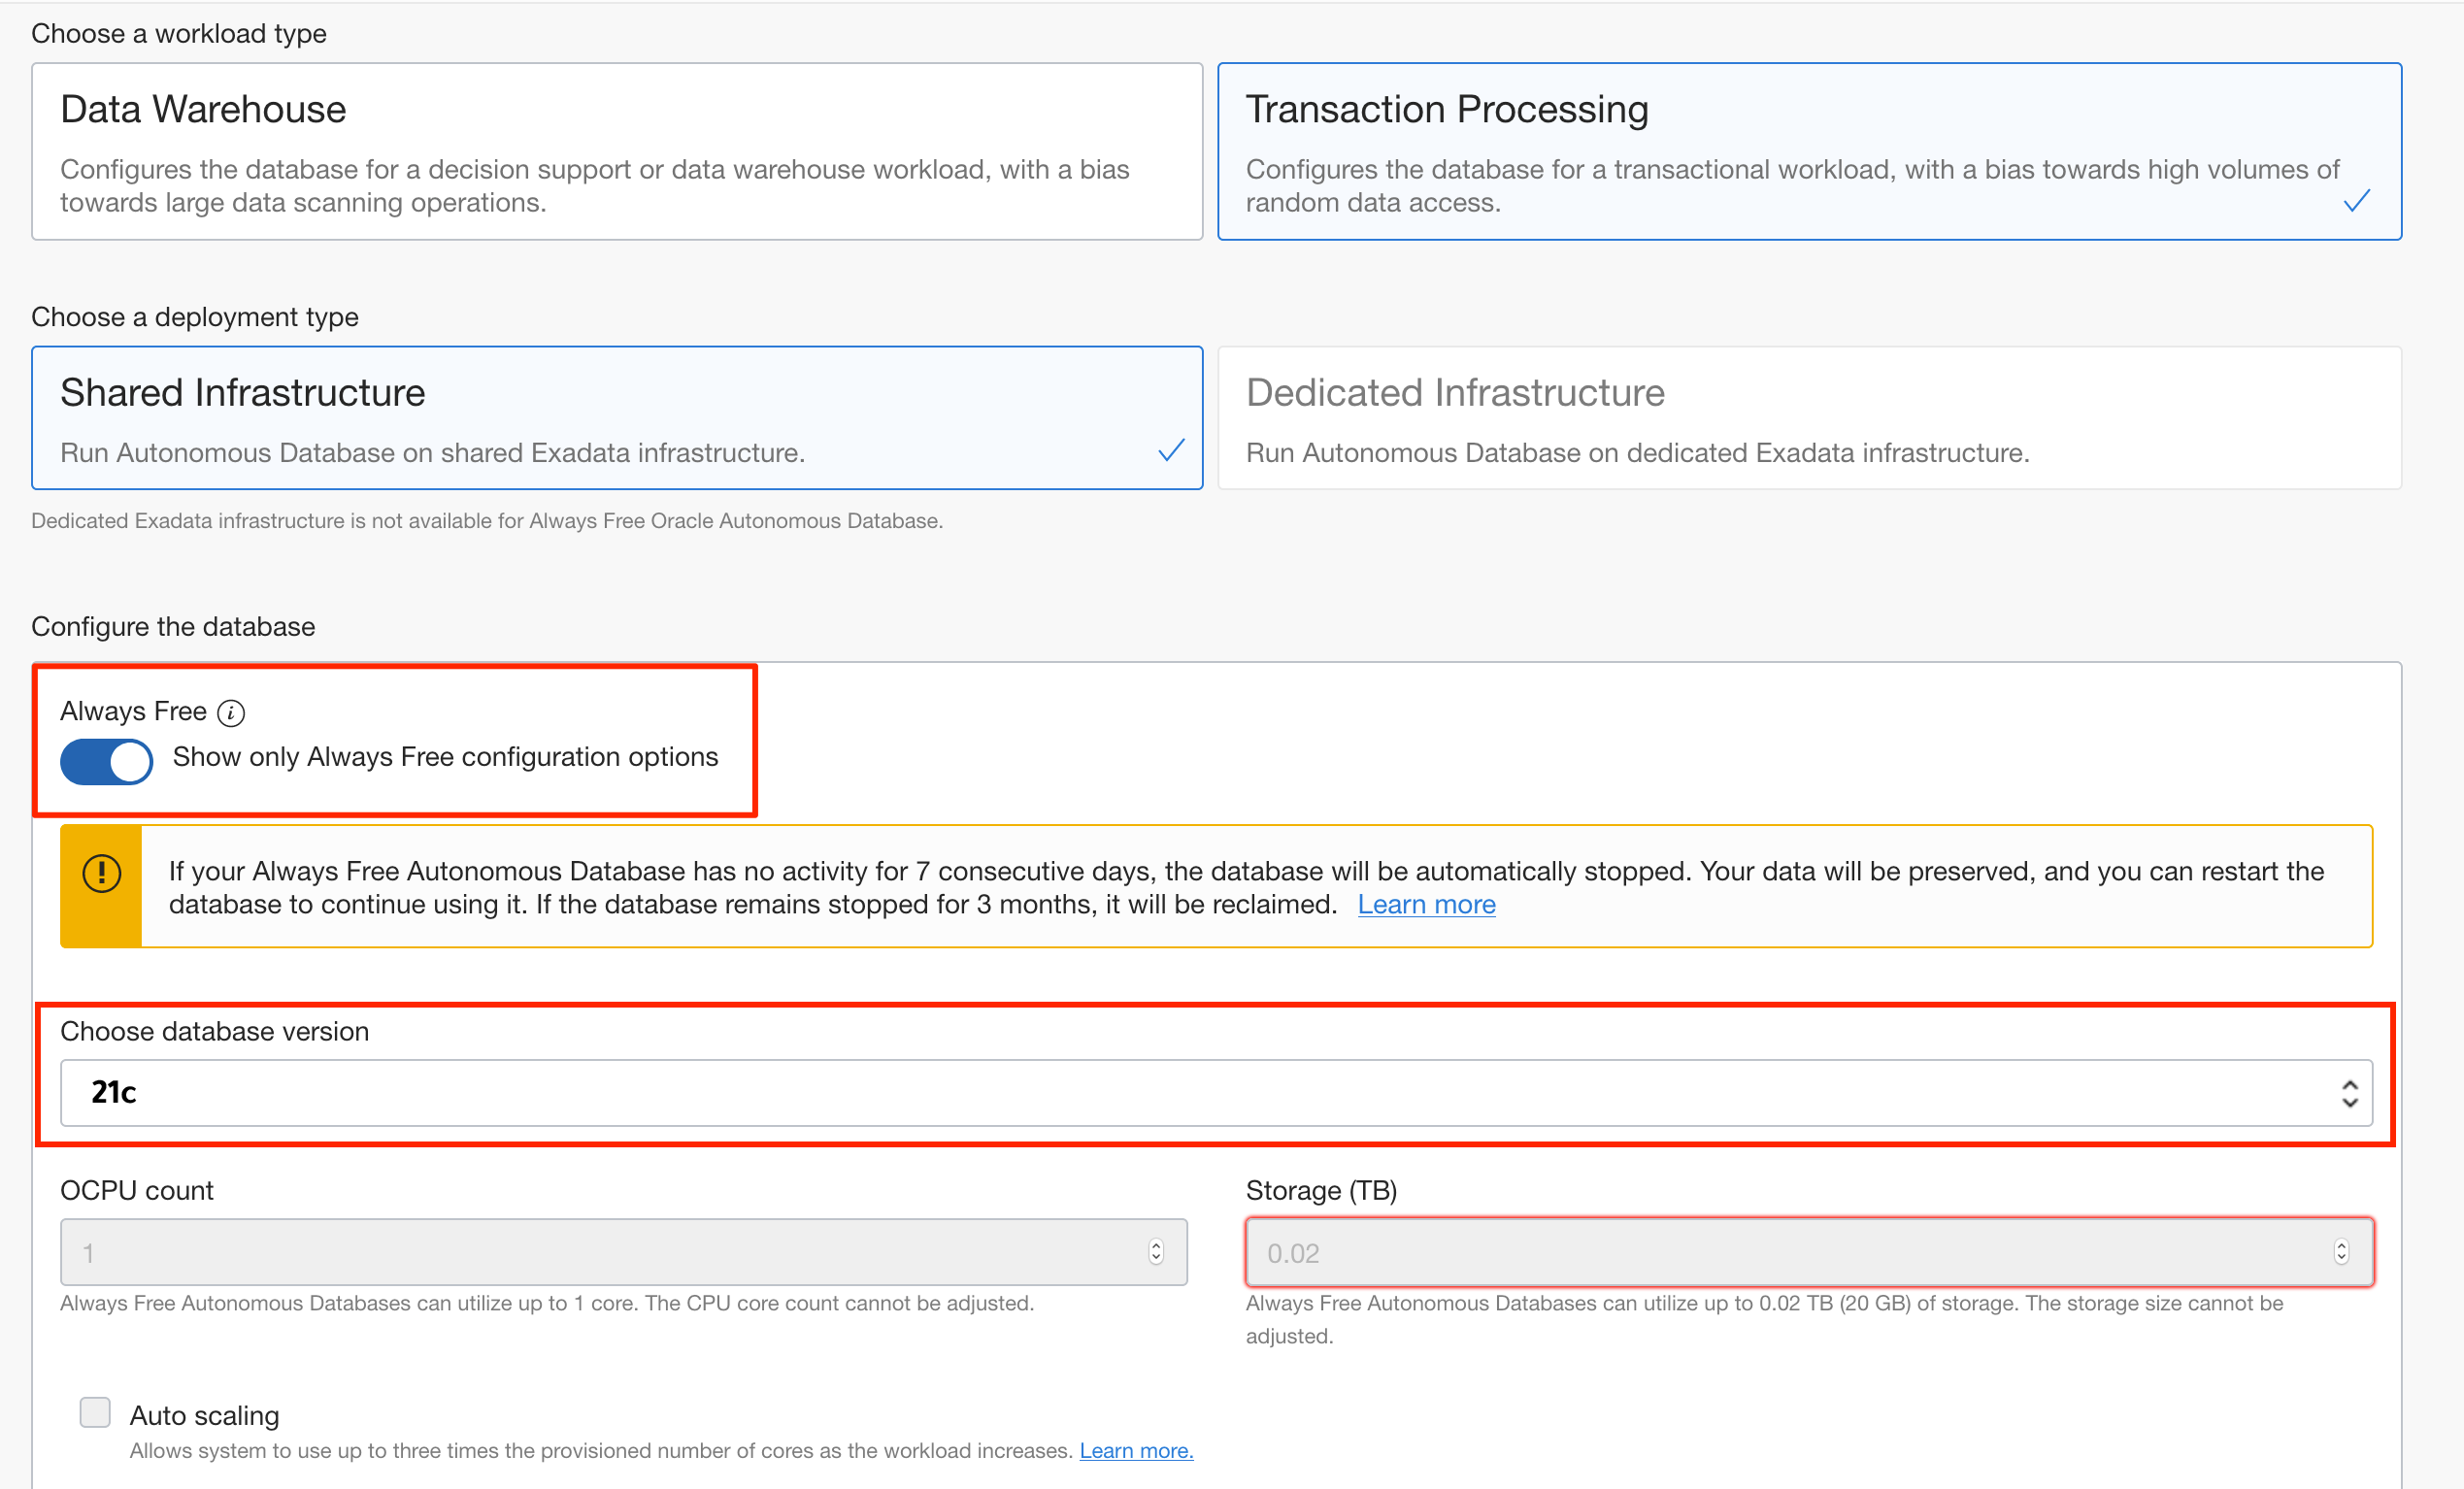 Choose a workload type
Data Warehouse
Configures the database for a decision support or data warehouse workload, with a bias
towards large data scanning operations.
Transaction Processing
Configures the database for a transactional workload, with a bias towards high volumes of
random data access.
Choose a deployment type
Shared Infrastructure
Run Autonomous Database on shared Exadata infrastructure.
Dedicated Infrastructure
Run Autonomous Database on dedicated Exadata infrastructure.
Dedicated Exadata infrastructure is not available for Always Free Oracle Autonomous Database.
Configure the database
Always Free i
Show only Always Free configuration options
If your Always Free Autonomous Database has no activity for 7 consecutive days, the database will be automatically stopped. Your data will be preserved, and you can restart the
database to continue using it. If the database remains stopped for 3 months, it will be reclaimed. Learn more
Choose database version
21c
OCPU count
1
Always Free Autonomous Databases can utilize up to 1 core. The CPU core count cannot be adjusted.
Storage (TB)
0.02
Always Free Autonomous Databases can utilize up to 0.02 TB (20 GB) of storage. The storage size cannot be
adjusted.
Auto scaling
Allows system to use up to three times the provisioned number of cores as the workload increases. Learn more.